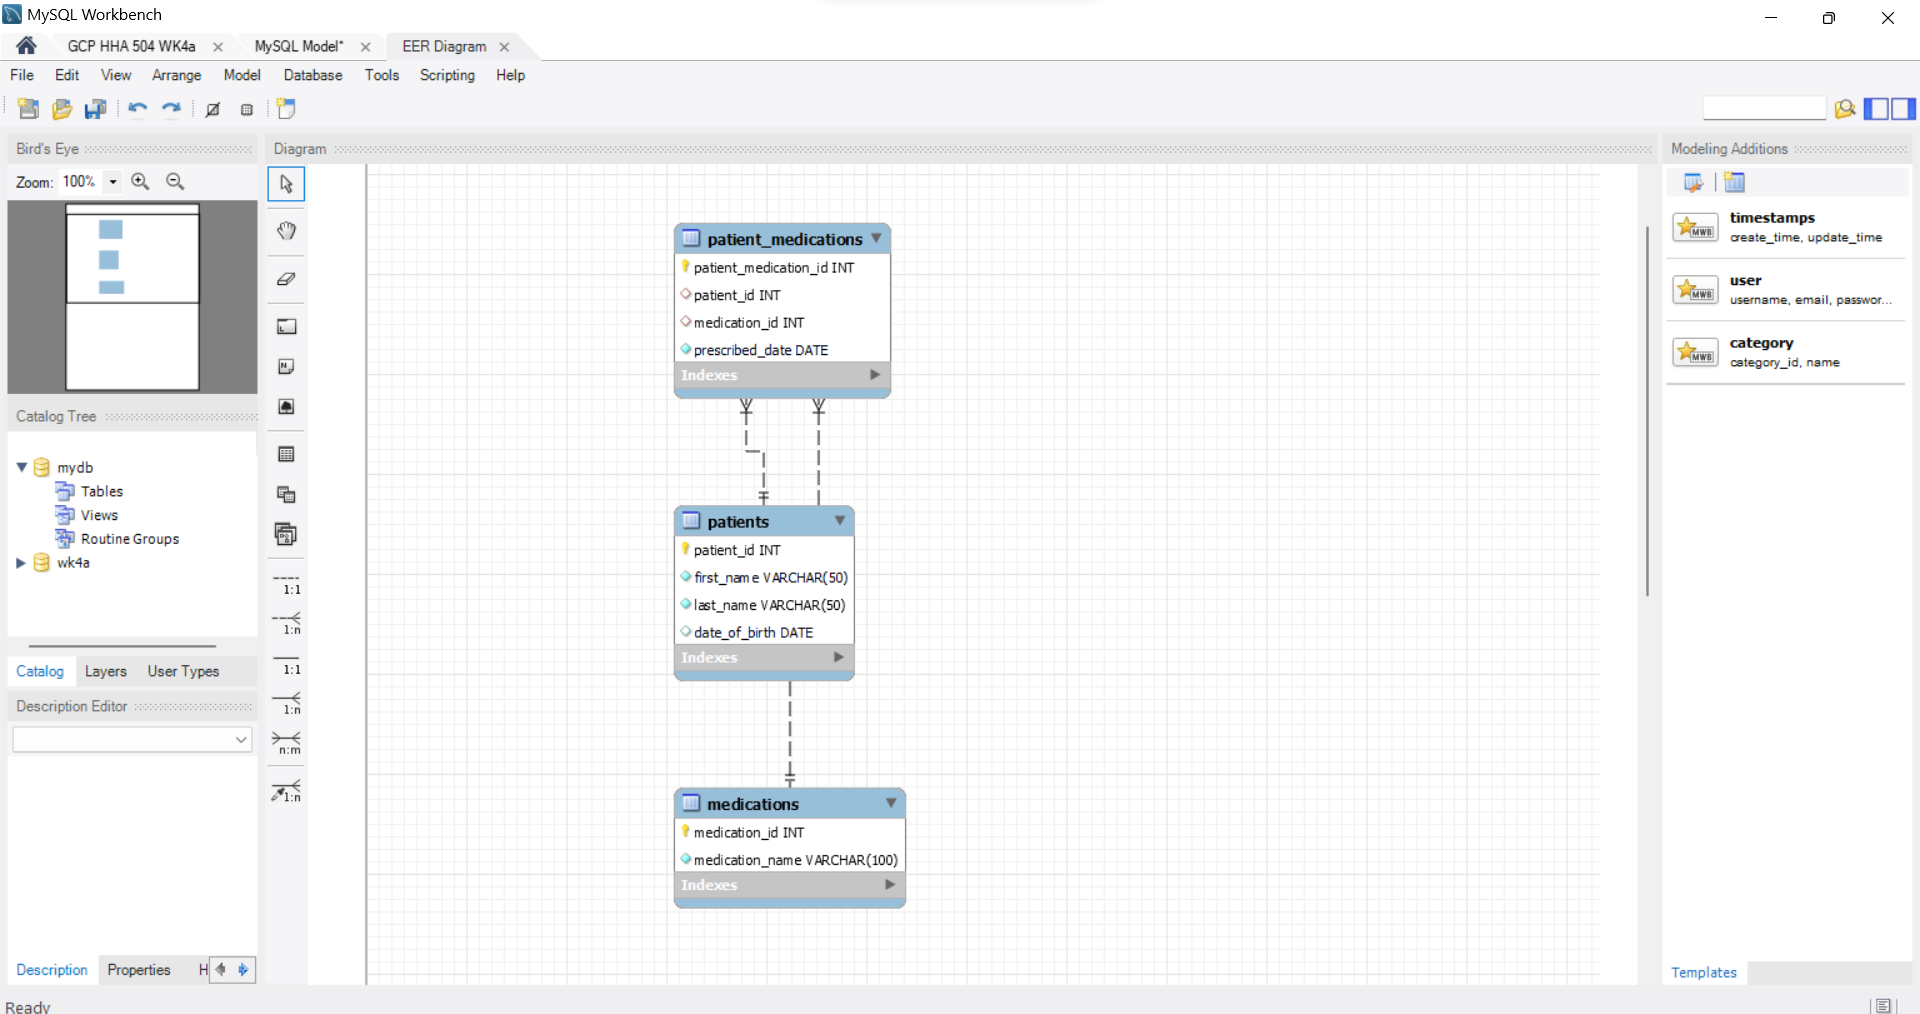 MySQL Workbench
GCP HHA 504 WK4a
MySQL Model*
EER Diagram
File Edit View Arrange Model Database Tools Scripting Help
Bird's Eye
Zoom: 100%
Catalog Tree
mydb
Tables
Views
Routine Groups
wk4a
Catalog Layers User Types
Description Editor
Description Properties H
Ready
Diagram
1:1
1:n
1:1
1:n
n:m
1:n
patient_medications
patient_medication_id INT
patient_id INT
medication_id INT
prescribed_date DATE
Indexes
patients
patient_id INT
first_name VARCHAR(50)
last_name VARCHAR(50)
date_of_birth DATE
Indexes
medications
medication_id INT
medication_name VARCHAR(100)
Indexes
Modeling Additions
MWB
timestamps
create_time, update_time
MWB
user
username, email, passwor...
MWB
category
category_id, name
Templates